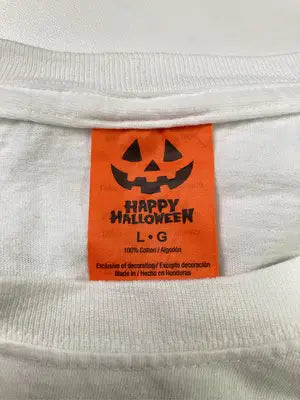 HAPPY
HALLOWEEN
L • G
100% Cotton / Algodón
Exclusive of decoration/ Excepto decoración
Made in / Hecho en Honduras